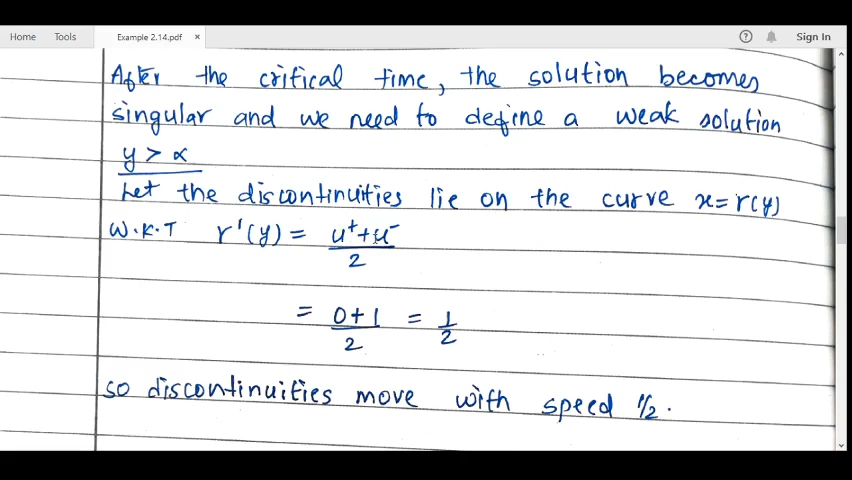 Home Tools Example 2.14.pdf × Sign In
After the critical time, the solution becomes
singular and we need to define a weak solution
y > α
Let the discontinuities lie on the curve x = r(y)
W.K.T r'(y) = u⁺+u⁻/2
= 0+1/2 = 1/2
so discontinuities move with speed 1/2.